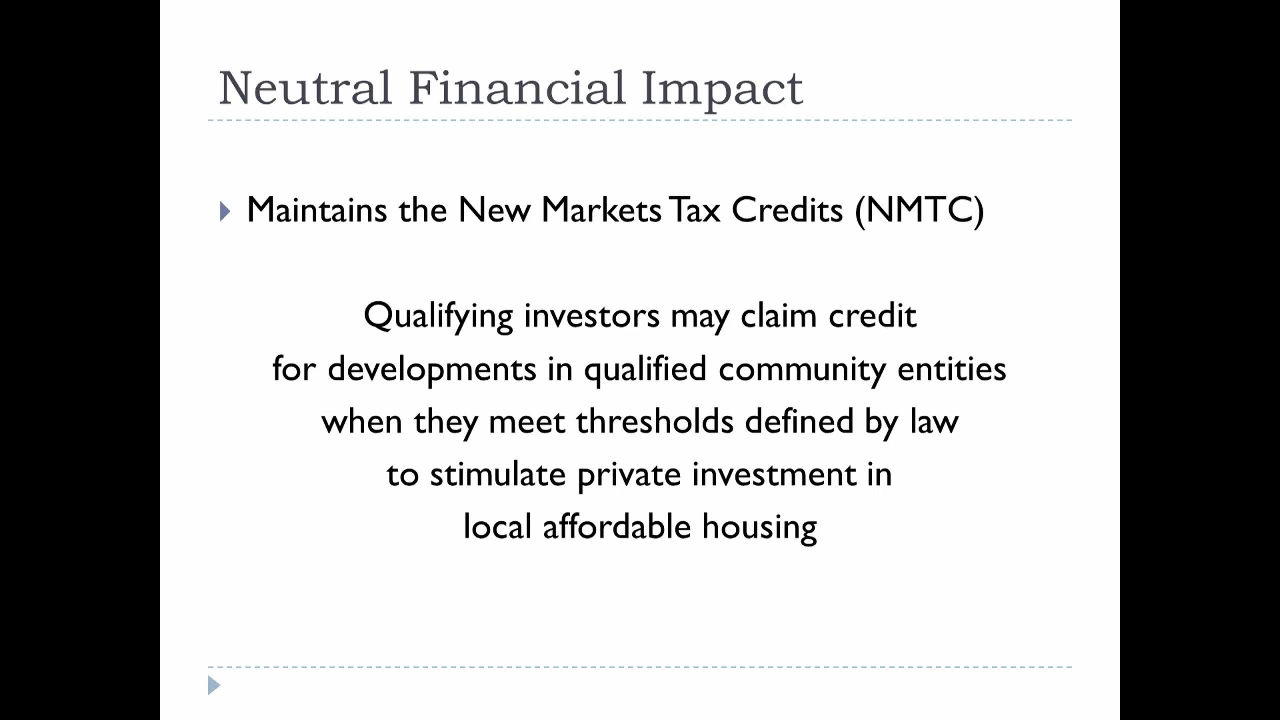 Neutral Financial Impact
Maintains the New Markets Tax Credits (NMTC)
Qualifying investors may claim credit
for developments in qualified community entities
when they meet thresholds defined by law
to stimulate private investment in
local affordable housing